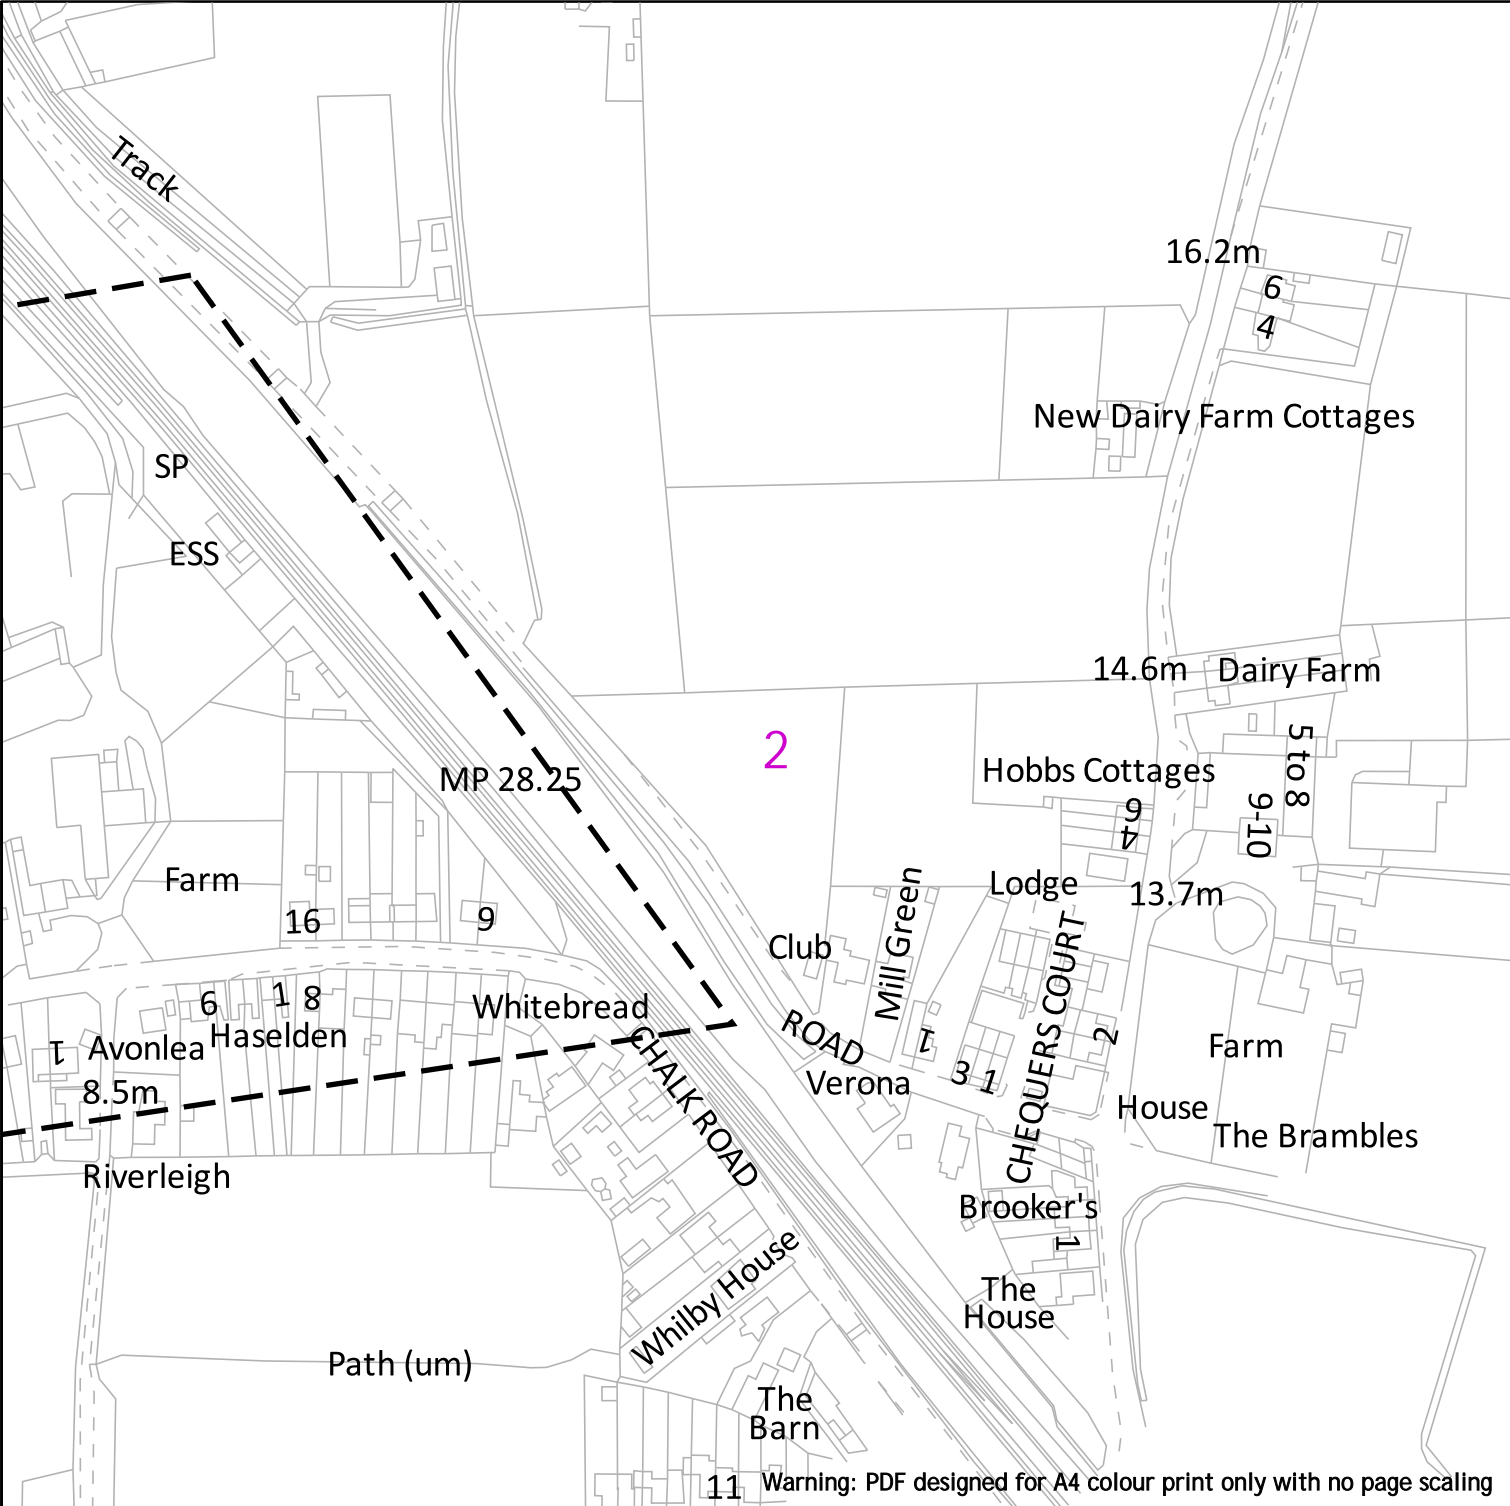 Track
16.2m
6
4
New Dairy Farm Cottages
SP
ESS
14.6m
Dairy Farm
2
5 to 8
MP 28.25
Hobbs Cottages
9-10
6
4
Farm
Lodge
13.7m
16
9
Club
Mill Green
CHEQUERS COURT
6
1
8
Whitebread
Haselden
ROAD
1
2
1
Avonlea
CHALK ROAD
Farm
8.5m
Verona
3
1
House
The Brambles
Riverleigh
Brooker's
1
Whilby House
The
House
Path (um)
The
Barn
11
Warning: PDF designed for A4 colour print only with no page scaling